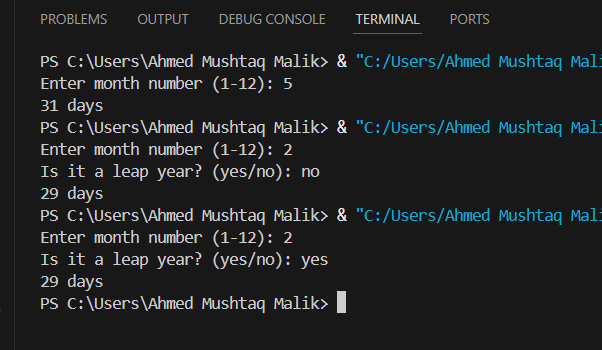 PROBLEMS OUTPUT DEBUG CONSOLE TERMINAL PORTS
PS C:\Users\Ahmed Mushtaq Malik> & "C:/Users/Ahmed Mushtaq Mali
Enter month number (1-12): 5
31 days
PS C:\Users\Ahmed Mushtaq Malik> & "C:/Users/Ahmed Mushtaq Mali
Enter month number (1-12): 2
Is it a leap year? (yes/no): no
29 days
PS C:\Users\Ahmed Mushtaq Malik> & "C:/Users/Ahmed Mushtaq Mali
Enter month number (1-12): 2
Is it a leap year? (yes/no): yes
29 days
PS C:\Users\Ahmed Mushtaq Malik>